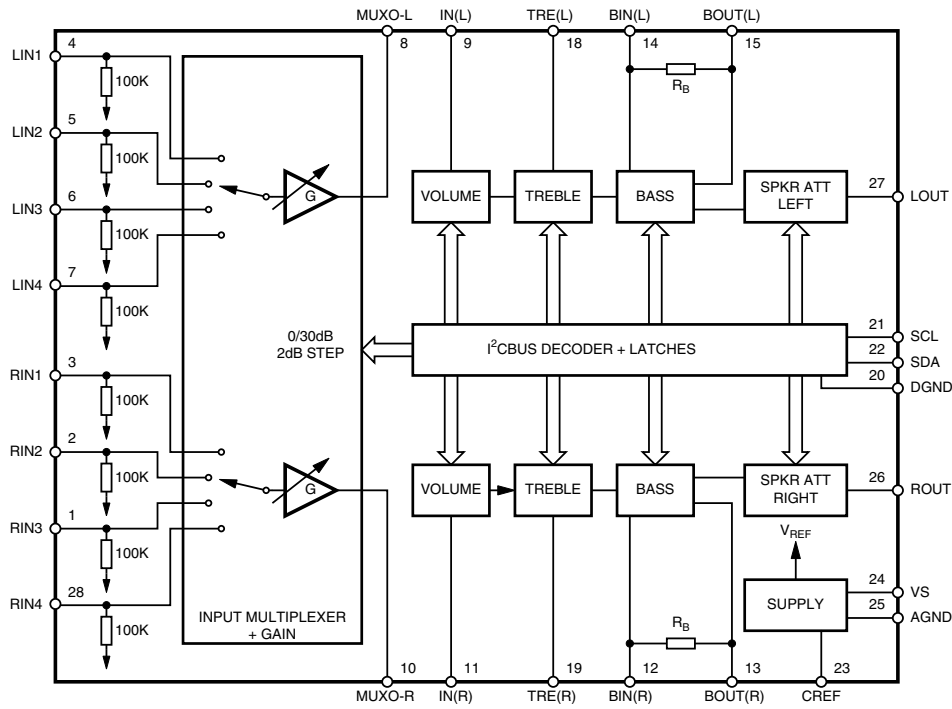 MUXO-L IN(L) TRE(L) BIN(L) BOUT(L)
8 9 18 14 15
LIN1 4
100K
RB
LIN2 5
100K
G
VOLUME TREBLE BASS SPKR ATT LEFT 27 LOUT
LIN3 6
100K
LIN4 7
100K
0/30dB
2dB STEP
I2CBUS DECODER + LATCHES
21 SCL
22 SDA
20 DGND
RIN1 3
100K
RIN2 2
100K
G
VOLUME TREBLE BASS SPKR ATT RIGHT 26 ROUT
RIN3 1
100K
VREF
RIN4 28
100K
INPUT MULTIPLEXER
+ GAIN
RB
SUPPLY
24 VS
25 AGND
10 11 19 12 13 23
MUXO-R IN(R) TRE(R) BIN(R) BOUT(R) CREF